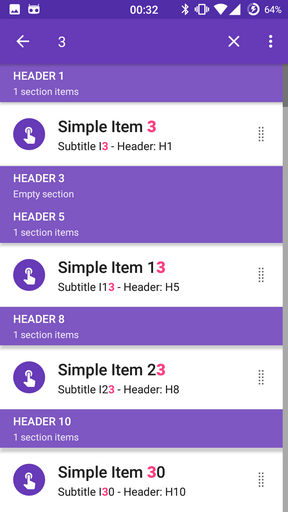 00:32
64%
3
HEADER 1
1 section items
Simple Item 3
Subtitle I3 - Header: H1
HEADER 3
Empty section
HEADER 5
1 section items
Simple Item 13
Subtitle I13 - Header: H5
HEADER 8
1 section items
Simple Item 23
Subtitle I23 - Header: H8
HEADER 10
1 section items
Simple Item 30
Subtitle I30 - Header: H10